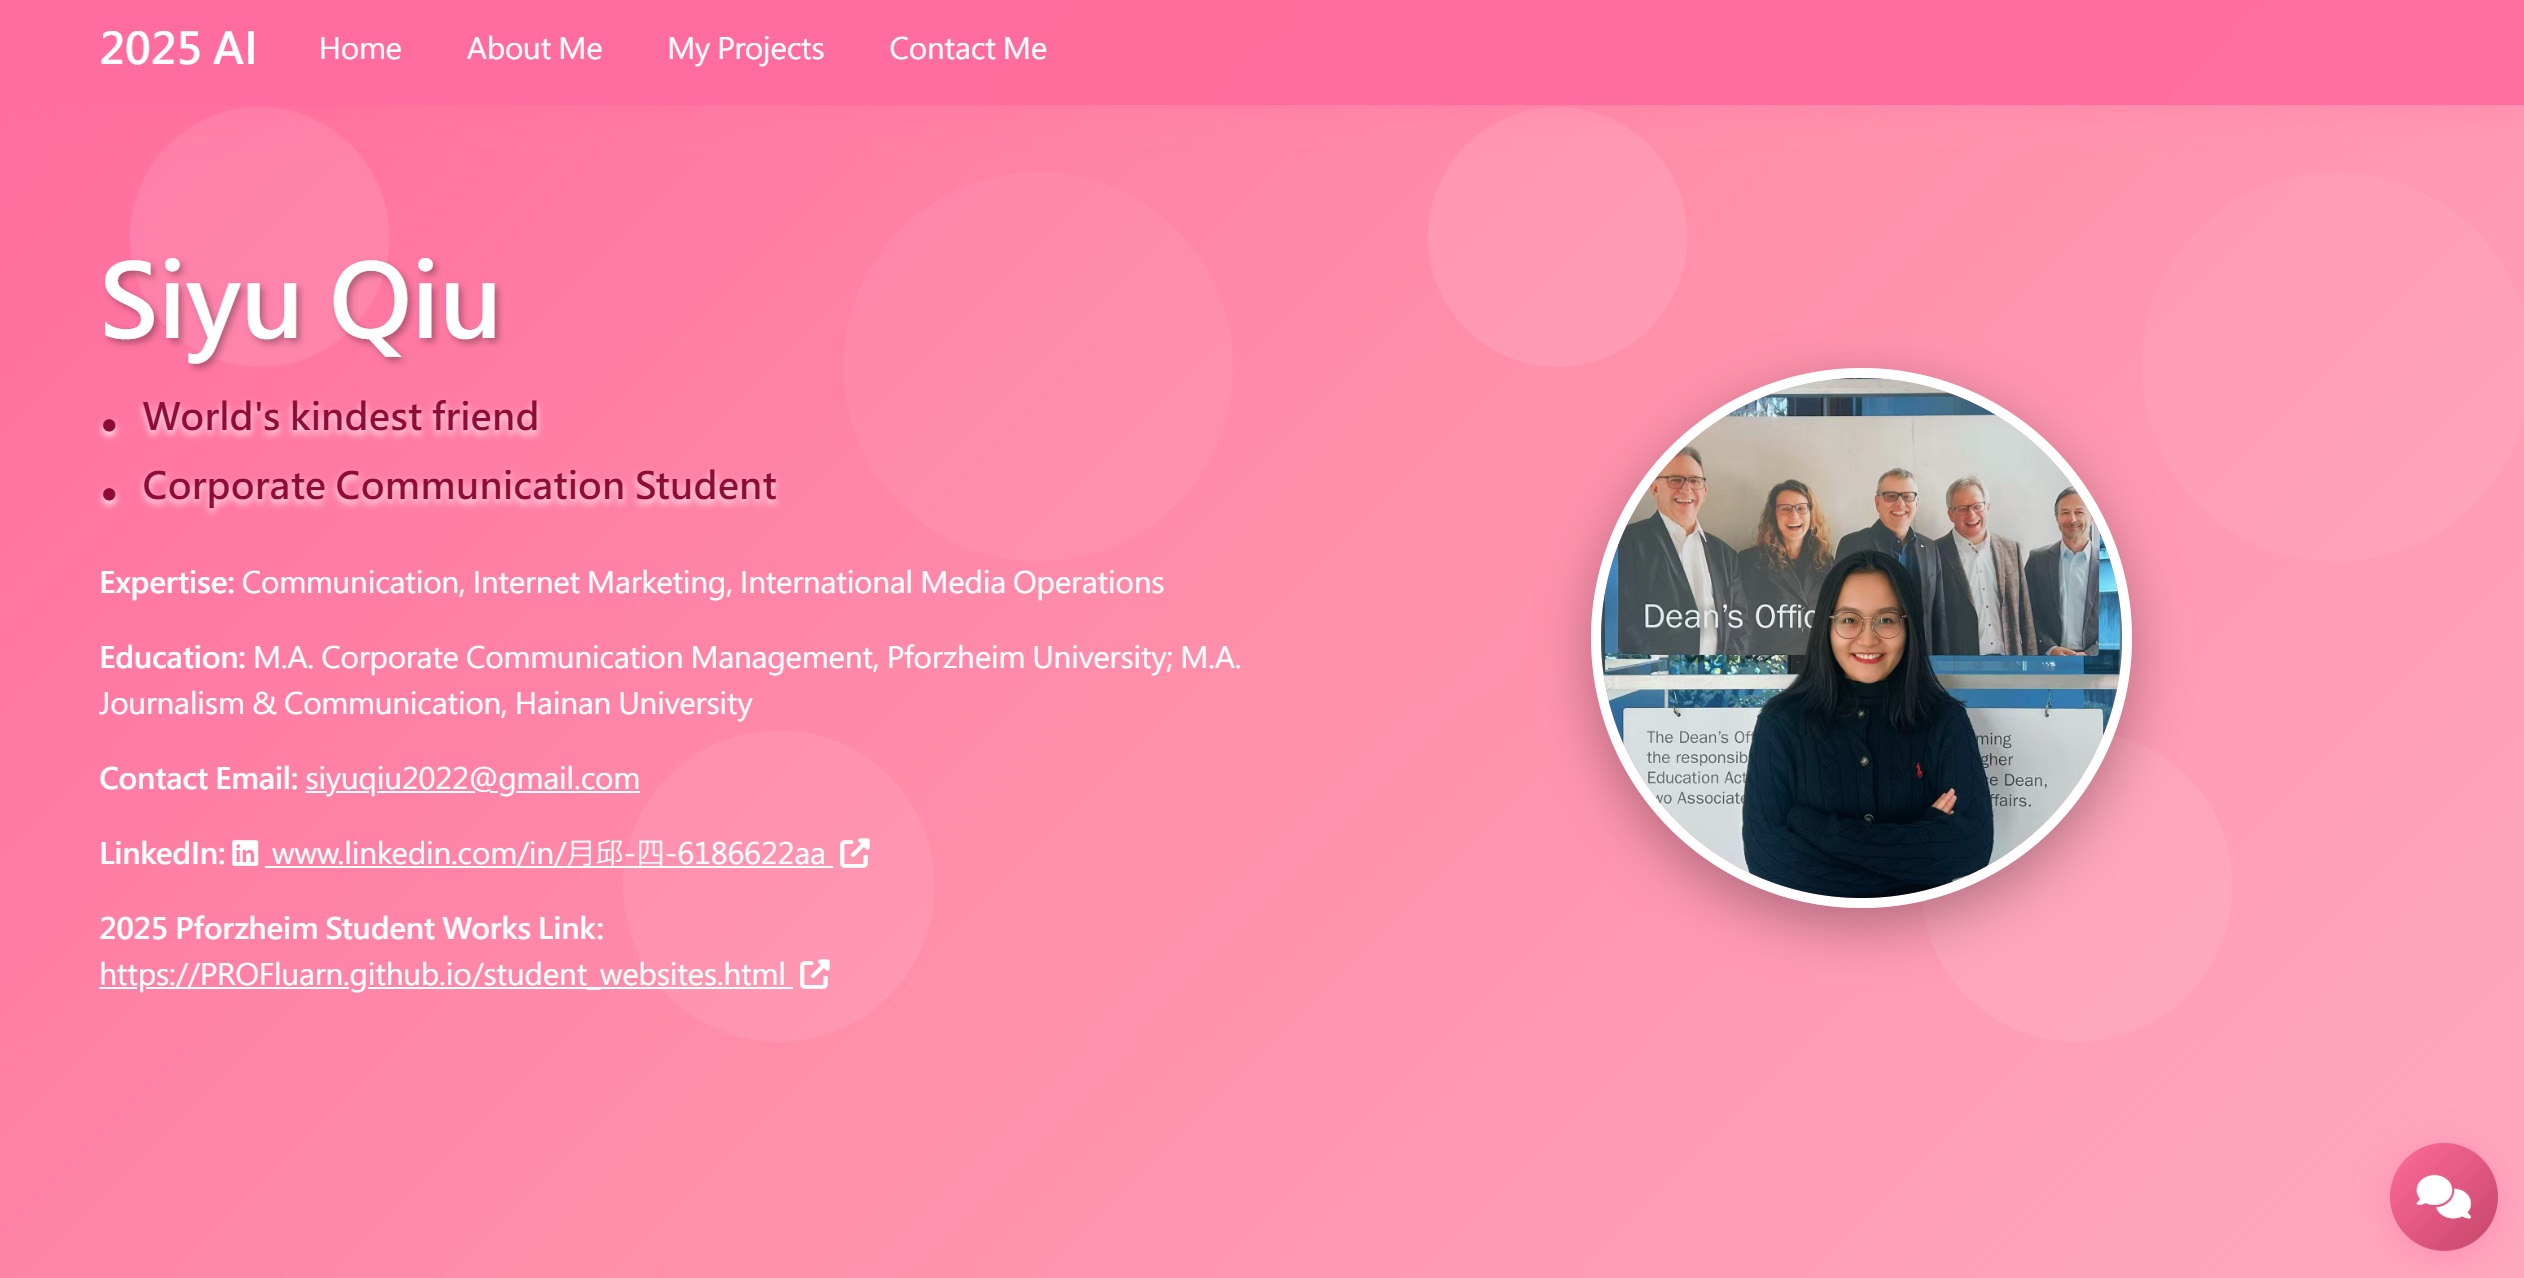 2025 AI Home About Me My Projects Contact Me
Siyu Qiu
• World's kindest friend
• Corporate Communication Student
Expertise: Communication, Internet Marketing, International Media Operations
Education: M.A. Corporate Communication Management, Pforzheim University; M.A.
Journalism & Communication, Hainan University
Contact Email: siyuqiu2022@gmail.com
LinkedIn: in www.linkedin.com/in/月邱-四-6186622aa
2025 Pforzheim Student Works Link:
https://PROFluarn.github.io/student_websites.html
Dean's Offic
The Dean's Of ming
the responsib gher
Education Act e Dean,
wo Associate ffairs.